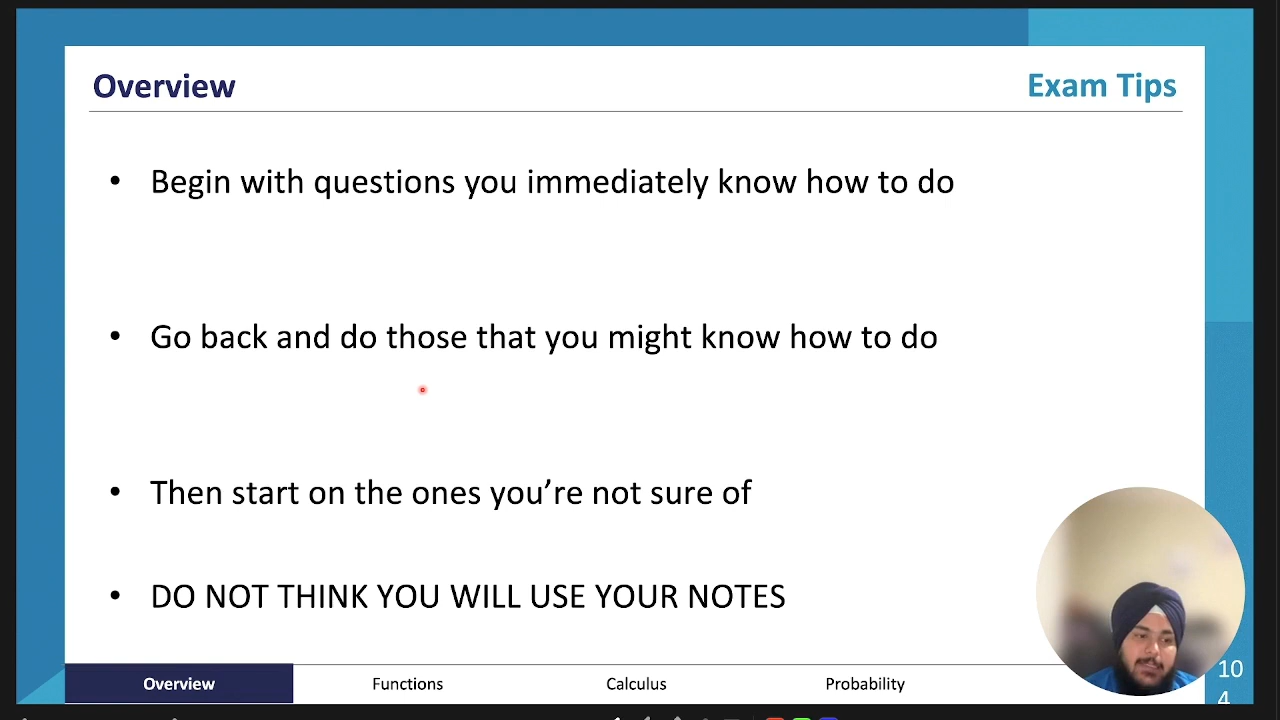 Overview
Exam Tips
• Begin with questions you immediately know how to do
• Go back and do those that you might know how to do
• Then start on the ones you’re not sure of
• DO NOT THINK YOU WILL USE YOUR NOTES
Overview
Functions
Calculus
Probability
10
4